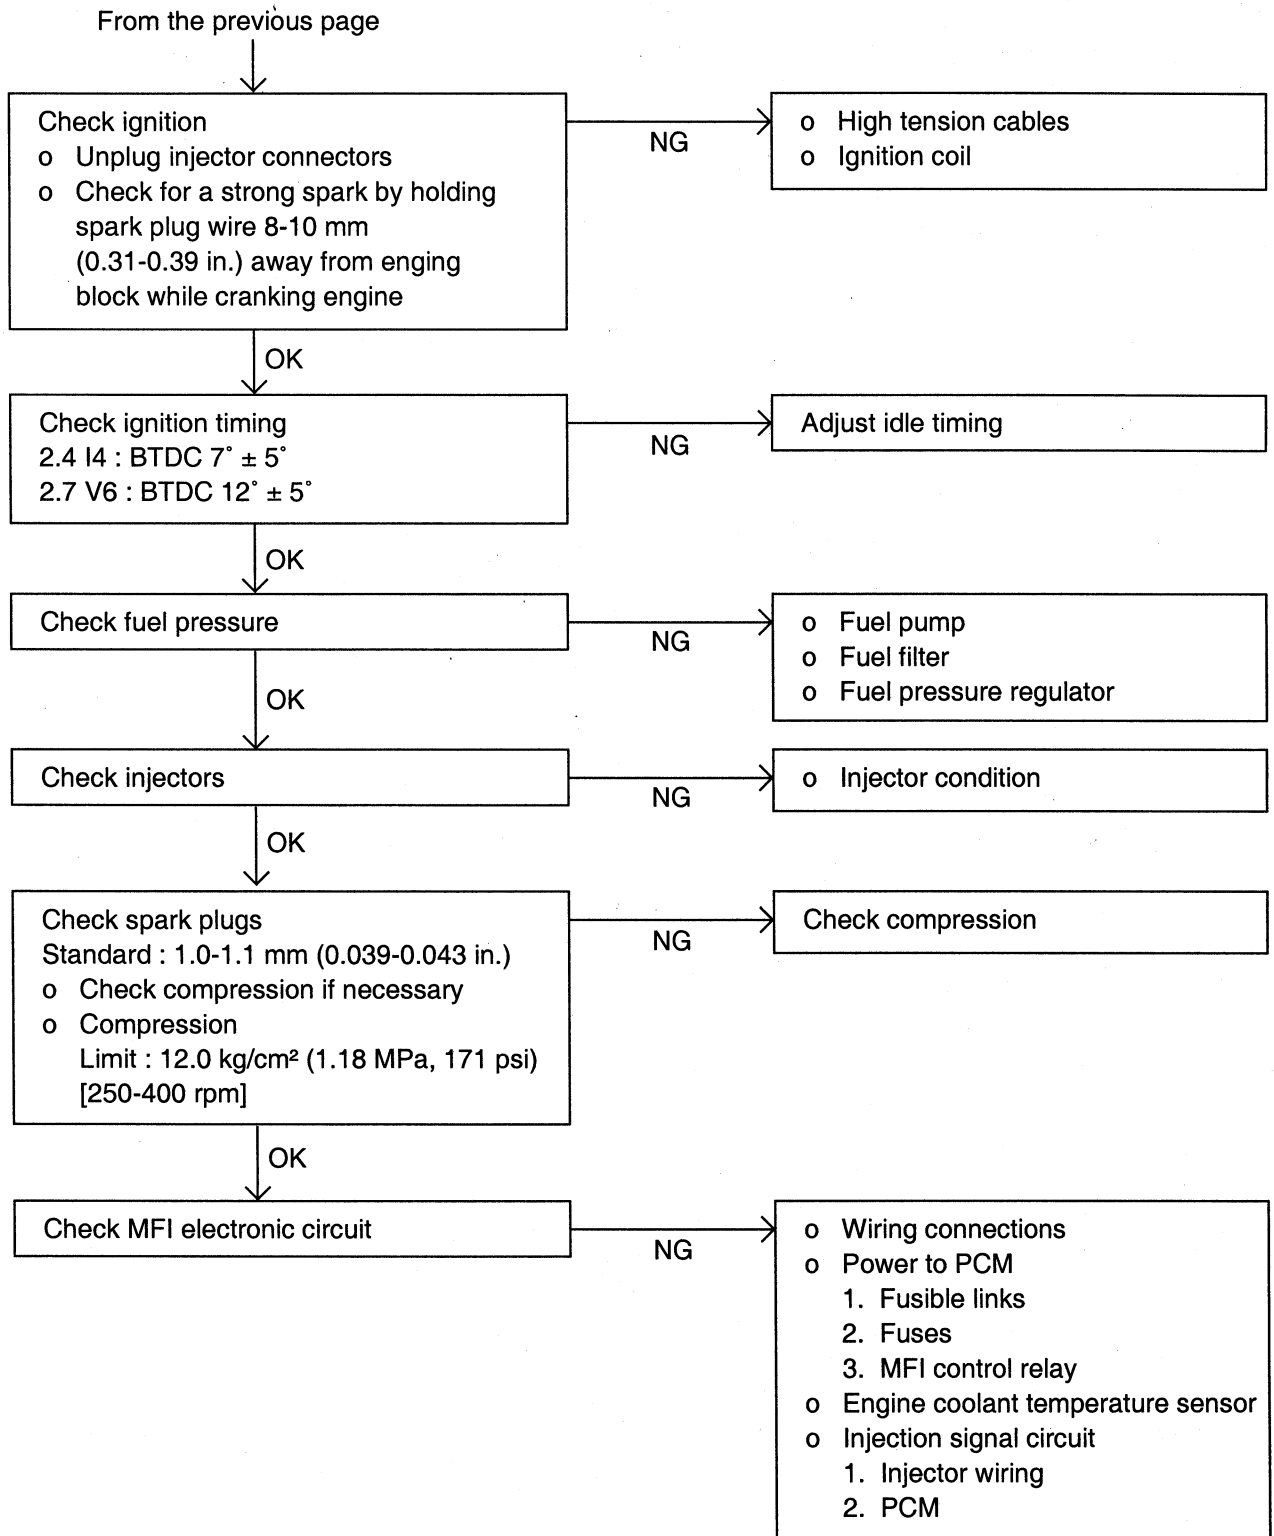 From the previous page
Check ignition
o Unplug injector connectors
o Check for a strong spark by holding
spark plug wire 8-10 mm
(0.31-0.39 in.) away from enging
block while cranking engine
NG
o High tension cables
o Ignition coil
OK
Check ignition timing
2.4 I4 : BTDC 7° ± 5°
2.7 V6 : BTDC 12° ± 5°
NG
Adjust idle timing
OK
Check fuel pressure
NG
o Fuel pump
o Fuel filter
o Fuel pressure regulator
OK
Check injectors
NG
o Injector condition
OK
Check spark plugs
Standard : 1.0-1.1 mm (0.039-0.043 in.)
o Check compression if necessary
o Compression
Limit : 12.0 kg/cm² (1.18 MPa, 171 psi)
[250-400 rpm]
NG
Check compression
OK
Check MFI electronic circuit
NG
o Wiring connections
o Power to PCM
1. Fusible links
2. Fuses
3. MFI control relay
o Engine coolant temperature sensor
o Injection signal circuit
1. Injector wiring
2. PCM